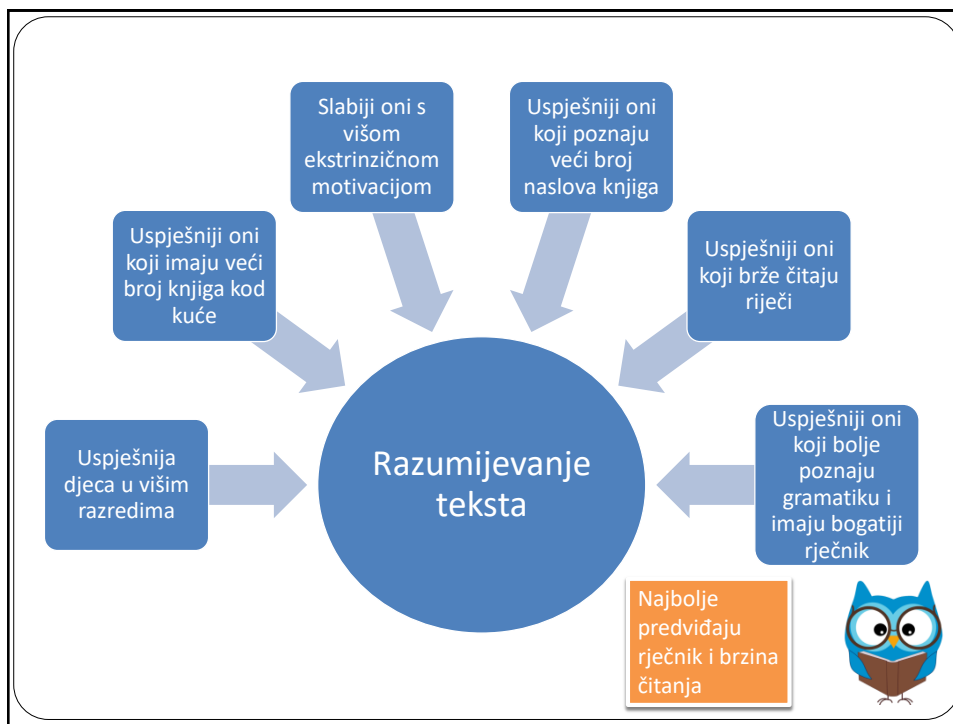 Slabiji oni s
višom
ekstrinzičnom
motivacijom
Uspješniji oni
koji poznaju
veći broj
naslova knjiga
Uspješniji oni
koji imaju veći
broj knjiga kod
kuće
Uspješniji oni
koji brže čitaju
riječi
Uspješnija
djeca u višim
razredima
Razumijevanje
teksta
Uspješniji oni
koji bolje
poznaju
gramatiku i
imaju bogatiji
rječnik
Najbolje
predviđaju
rječnik i brzina
čitanja